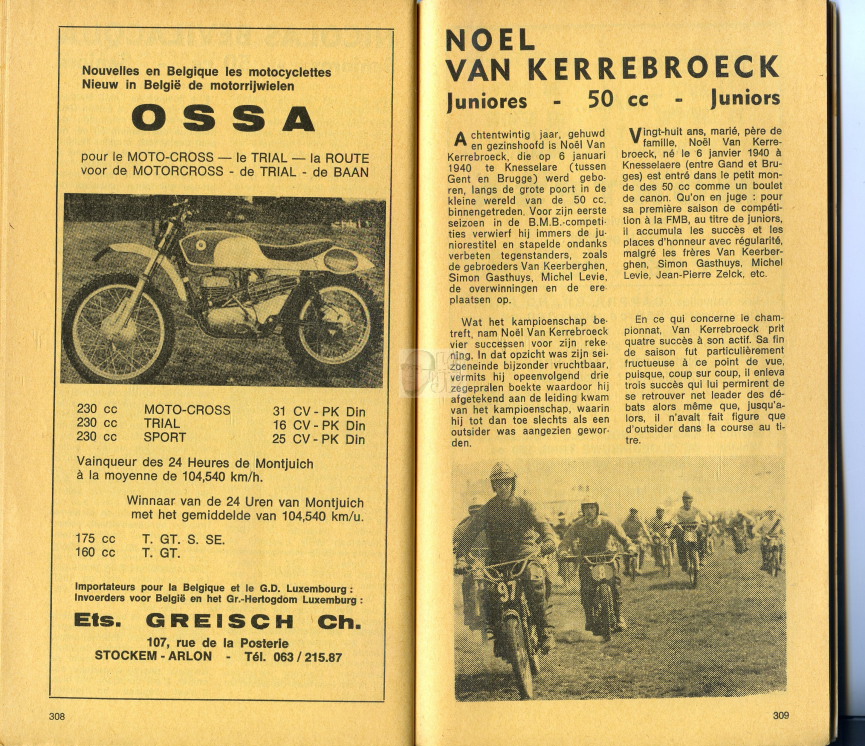 Nouvelles en Belgique les motocyclettes
Nieuw in België de motorrijwielen
OSSA
pour le MOTO-CROSS — le TRIAL — la ROUTE
voor de MOTORCROSS - de TRIAL - de BAAN
230 cc MOTO-CROSS 31 CV - PK Din
230 cc TRIAL 16 CV - PK Din
230 cc SPORT 25 CV - PK Din
Vainqueur des 24 Heures de Montjuich
à la moyenne de 104,540 km/h.
Winnaar van de 24 Uren van Montjuich
met het gemiddelde van 104,540 km/u.
175 cc T. GT. S. SE.
160 cc T. GT.
Importateurs pour la Belgique et le G.D. Luxembourg :
Invoerders voor België en het Gr.-Hertogdom Luxemburg :
Ets. GREISCH Ch.
107, rue de la Posterie
STOCKEM - ARLON - Tél. 063 / 215.87
308
NOEL
VAN KERREBROECK
Juniores - 50 cc - Juniors
Achtentwintig jaar, gehuwd
en gezinshoofd is Noël Van
Kerrebroeck, die op 6 januari
1940 te Knesselare (tussen
Gent en Brugge) werd gebo-
ren, langs de grote poort in de
kleine wereld van de 50 cc.
binnengetreden. Voor zijn eerste
seizoen in de B.M.B.-competi-
ties verwierf hij immers de ju-
niorestitel en stapelde ondanks
verbeten tegenstanders, zoals
de gebroeders Van Keerberghen,
Simon Gasthuys, Michel Levie,
de overwinningen en de ere-
plaatsen op.
Wat het kampioenschap be-
treft, nam Noël Van Kerrebroeck
vier successen voor zijn reke-
ning. In dat opzicht was zijn sei-
zoeneinde bijzonder vruchtbaar,
vermits hij opeenvolgend drie
zegepralen boekte waardoor hij
afgetekend aan de leiding kwam
van het kampioenschap, waarin
hij tot dan toe slechts als een
outsider was aangezien gewor-
den.
Vingt-huit ans, marié, père de
famille, Noël Van Kerre-
broeck, né le 6 janvier 1940 à
Knesselaere (entre Gand et Bru-
ges) est entré dans le petit mon-
de des 50 cc comme un boulet
de canon. Qu'on en juge : pour
sa première saison de compéti-
tion à la FMB, au titre de juniors,
il accumula les succès et les
places d'honneur avec régularité,
malgré les frères Van Keerber-
ghen, Simon Gasthuys, Michel
Levie, Jean-Pierre Zelck, etc.
En ce qui concerne le cham-
pionnat, Van Kerrebroeck prit
quatre succès à son actif. Sa fin
de saison fut particulièrement
fructueuse à ce point de vue,
puisque, coup sur coup, il enleva
trois succès qui lui permirent de
se retrouver net leader des dé-
bats alors même que, jusqu'a-
lors, il n'avait fait figure que
d'outsider dans la course au ti-
tre.
97
309